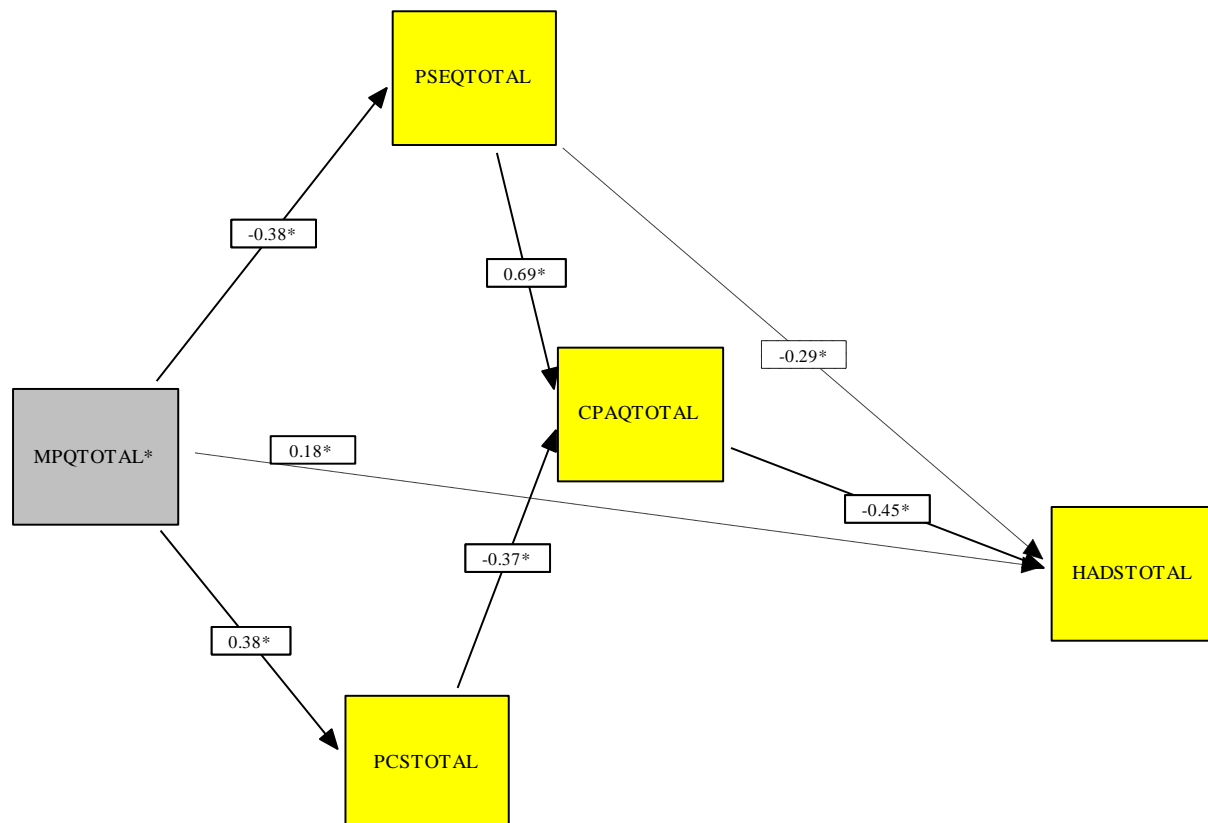 PSEQTOTAL
-0.38*
0.69*
-0.29*
CPAQTOTAL
MPQTOTAL*
0.18*
-0.45*
-0.37*
HADSTOTAL
0.38*
PCSTOTAL